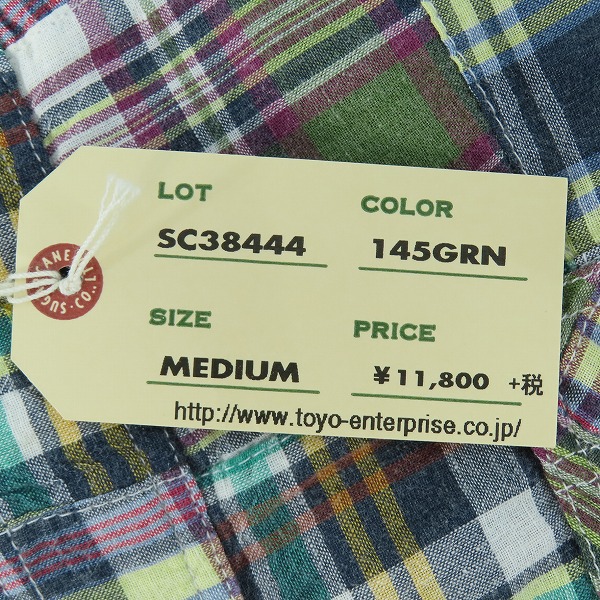 LOT
COLOR
SC38444
145GRN
SIZE
PRICE
MEDIUM
¥11,800 +税
http://www.toyo-enterprise.co.jp/